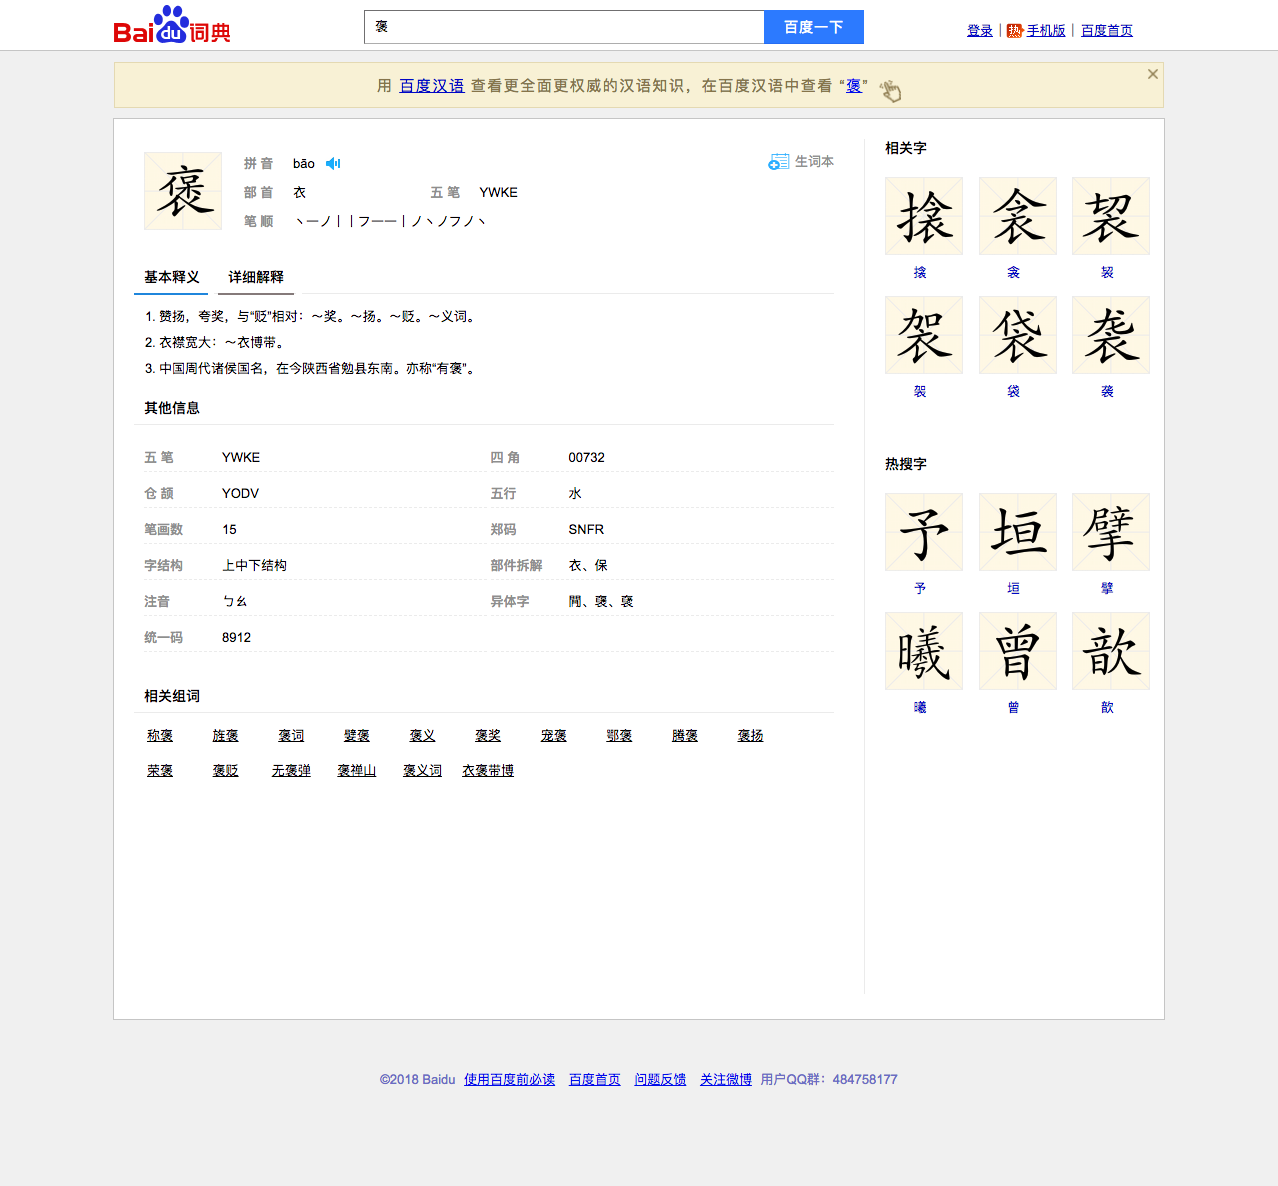 Baidu词典
褒
百度一下
登录 | 热 手机版 | 百度首页
用 百度汉语 查看更全面更权威的汉语知识，在百度汉语中查看 “褒”
褒
拼 音 bāo
生词本
部 首 衣 五 笔 YWKE
笔 顺 丶一ノ丨丨フ一一丨ノ丶ノフノ丶
基本释义 详细解释
1. 赞扬，夸奖，与“贬”相对：～奖。～扬。～贬。～义词。
2. 衣襟宽大：～衣博带。
3. 中国周代诸侯国名，在今陕西省勉县东南。亦称“有褒”。
其他信息
五 笔 YWKE 四 角 00732
仓 颉 YODV 五行 水
笔画数 15 郑码 SNFR
字结构 上中下结构 部件拆解 衣、保
注音 ㄅㄠ
统一码 8912
相关组词
称褒 旌褒 褒词 襞褒 褒义 褒奖 宠褒 鄂褒 腾褒 褒扬
荣褒 褒贬 无褒弹 褒禅山 褒义词 衣褒带博
相关字
袈 袋 袭
袈 袋 袭
热搜字
予 垣 擘
予 垣 擘
曦 曾 歆
曦 曾 歆
©2018 Baidu 使用百度前必读 百度首页 问题反馈 关注微博 用户QQ群：484758177